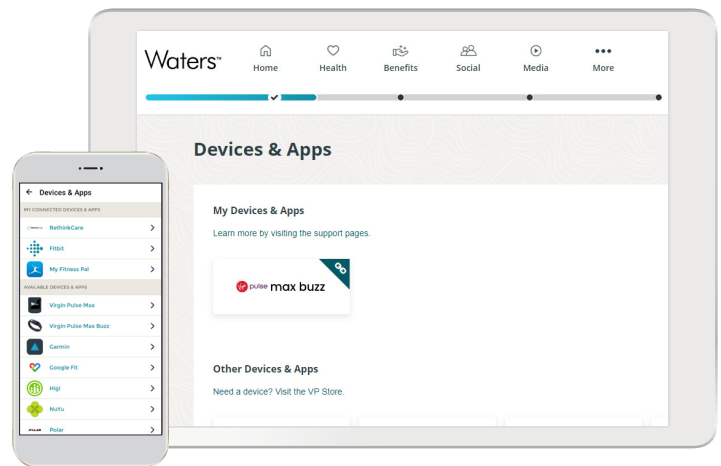 Waters™
Home
Health
Benefits
Social
Media
More
Devices & Apps
My Devices & Apps
Learn more by visiting the support pages.
pulse max buzz
Other Devices & Apps
Need a device? Visit the VP Store.
Devices & Apps
MY CONNECTED DEVICES & APPS
RethinkCare
Fitbit
My Fitness Pal
AVAILABLE DEVICES & APPS
Virgin Pulse Max
Virgin Pulse Max Buzz
Garmin
Google Fit
Higi
NuYu
POLAR Polar